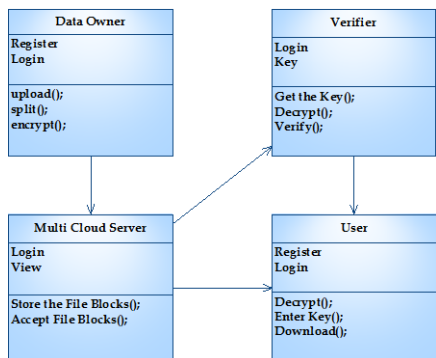 Data Owner
Register
Login
upload();
split();
encrypt();
Verifier
Login
Key
Get the Key();
Decrypt();
Verify();
Multi Cloud Server
Login
View
Store the File Blocks();
Accept File Blocks();
User
Register
Login
Decrypt();
Enter Key();
Download();